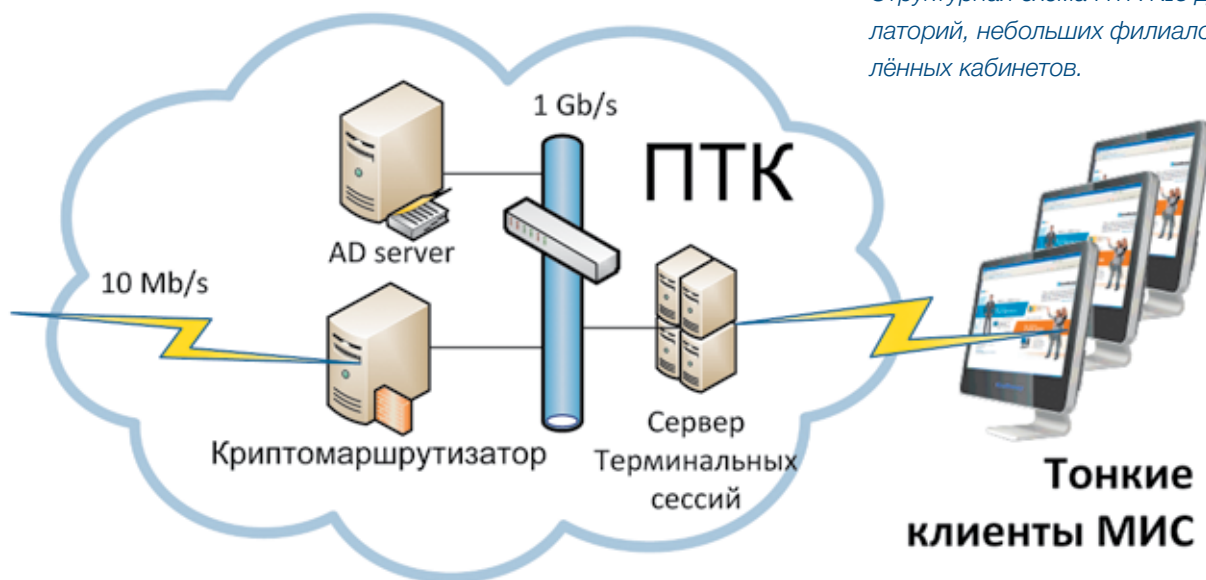 латорий, небольших филиало
лённых кабинетов.
1 Gb/s
ПТК
AD server
10 Mb/s
Криптомаршрутизатор
Сервер
Терминальных
сессий
Тонкие
клиенты МИС